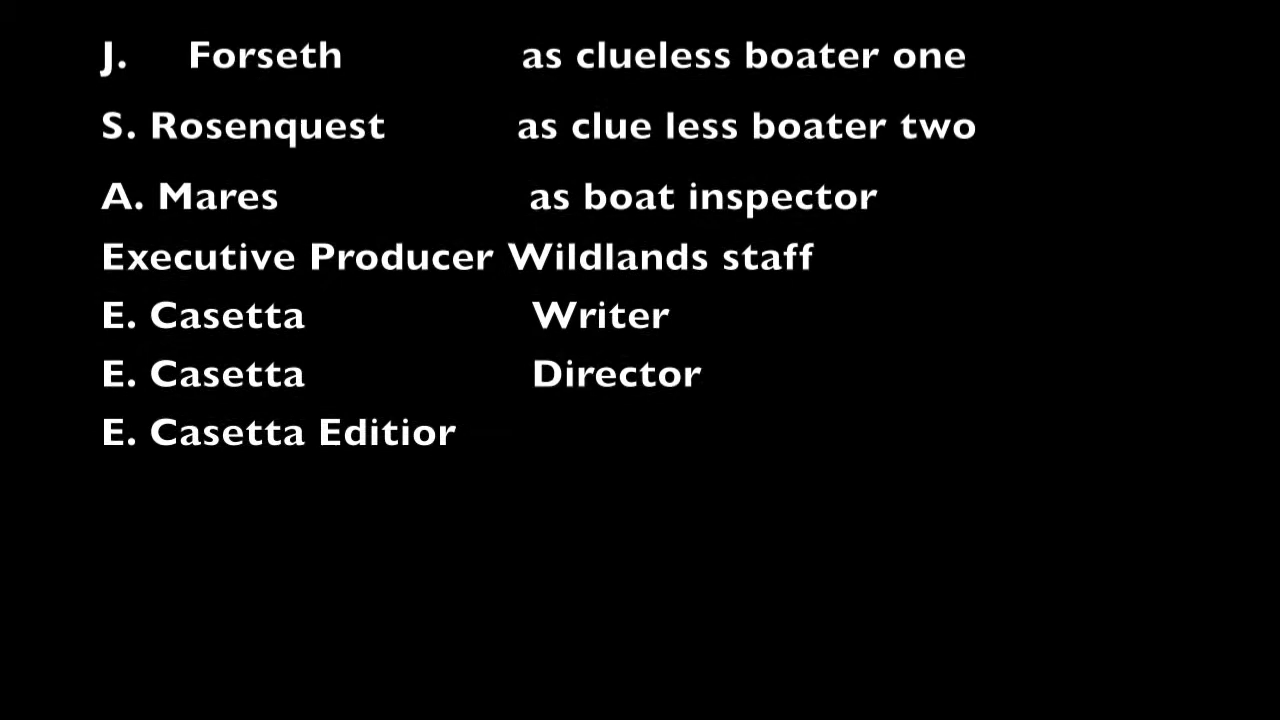 J. Forseth as clueless boater one
S. Rosenquest as clue less boater two
A. Mares as boat inspector
Executive Producer Wildlands staff
E. Casetta Writer
E. Casetta Director
E. Casetta Editior